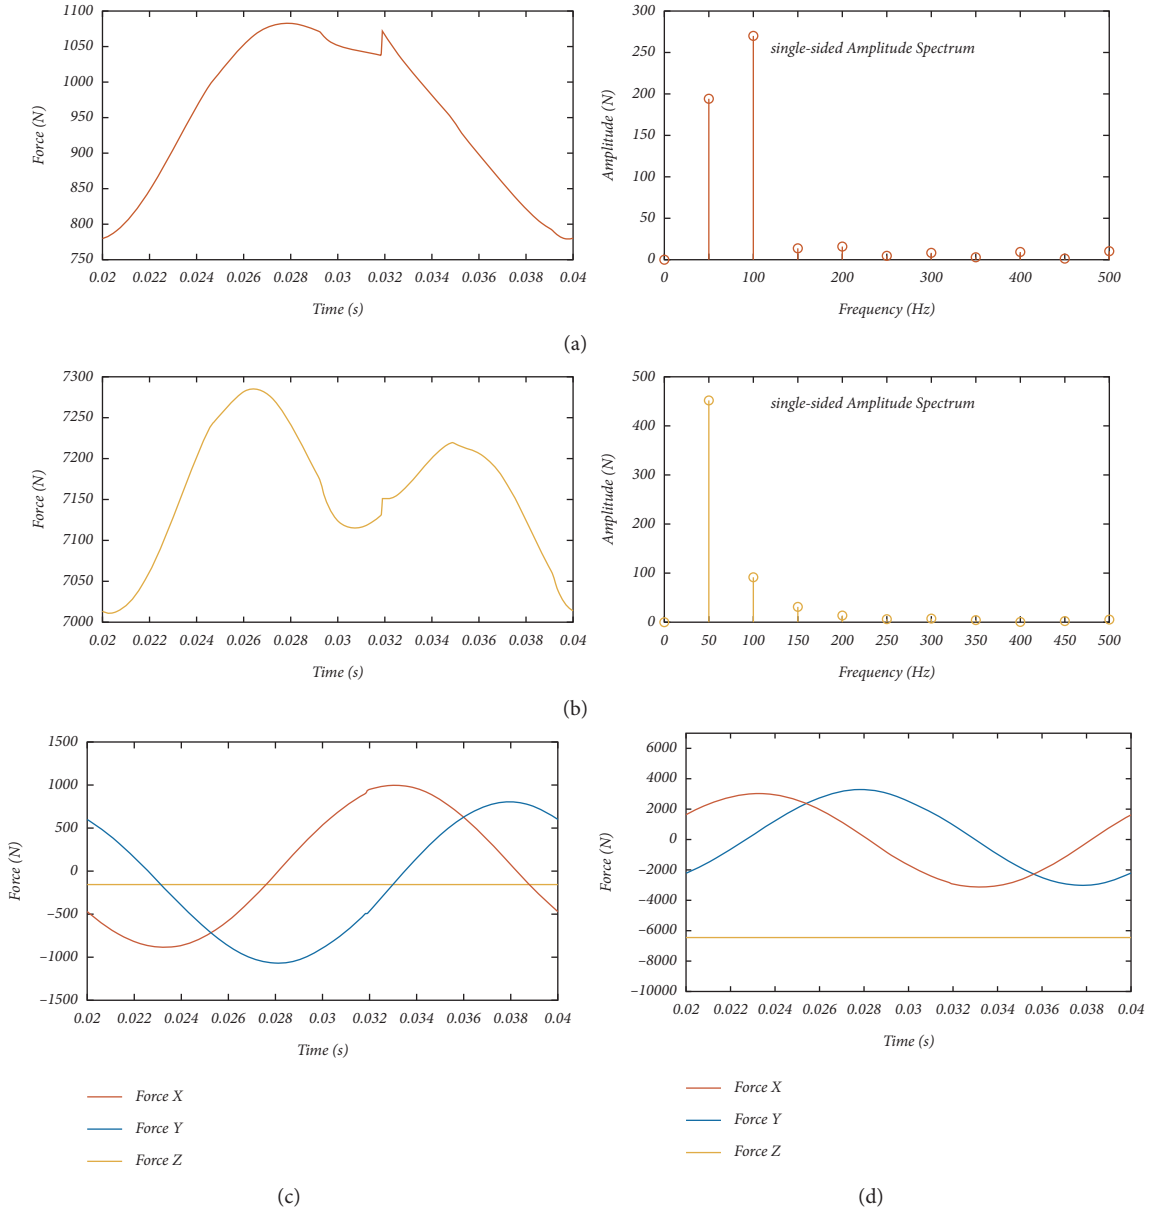 1100
1050
1000
950
900
850
800
750
Force (N)
0.02 0.022 0.024 0.026 0.028 0.03 0.032 0.034 0.036 0.038 0.04
Time (s)
300
250
200
150
100
50
0
Amplitude (N)
single-sided Amplitude Spectrum
0 100 200 300 400 500
Frequency (Hz)
(a)
7300
7250
7200
7150
7100
7050
7000
Force (N)
0.02 0.022 0.024 0.026 0.028 0.03 0.032 0.034 0.036 0.038 0.04
Time (s)
500
400
300
200
100
0
Amplitude (N)
single-sided Amplitude Spectrum
0 50 100 150 200 250 300 350 400 450 500
Frequency (Hz)
(b)
1500
1000
500
0
–500
–1000
–1500
Force (N)
0.02 0.022 0.024 0.026 0.028 0.03 0.032 0.034 0.036 0.038 0.04
Time (s)
Force X
Force Y
Force Z
(c)
6000
4000
2000
0
–2000
–4000
–6000
–8000
–10000
Force (N)
0.02 0.022 0.024 0.026 0.028 0.03 0.032 0.034 0.036 0.038 0.04
Time (s)
Force X
Force Y
Force Z
(d)